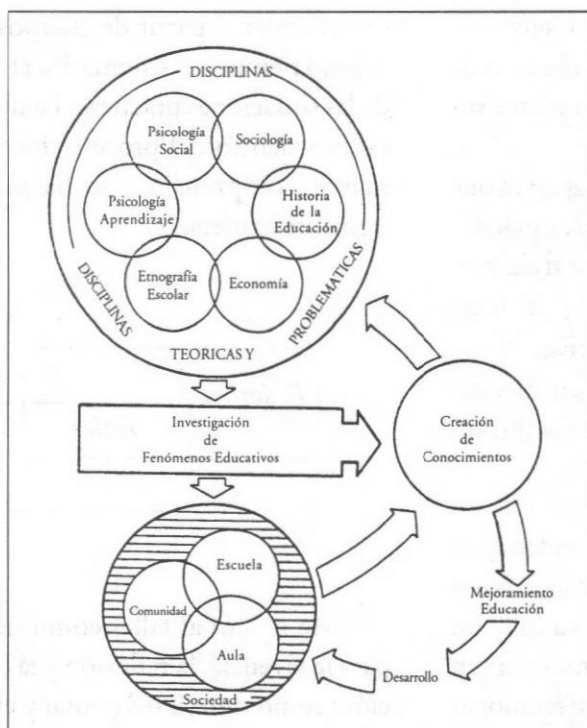 DISCIPLINAS
Psicología
Social
Sociología
Psicología
Aprendizaje
Historia
de la
Educación
Etnografía
Escolar
Economía
DISCIPLINAS
TEORICAS Y
PROBLEMATICAS
Investigación
de
Fenómenos Educativos
Creación
de
Conocimientos
Escuela
Comunidad
Aula
Sociedad
Mejoramiento
Educación
Desarrollo